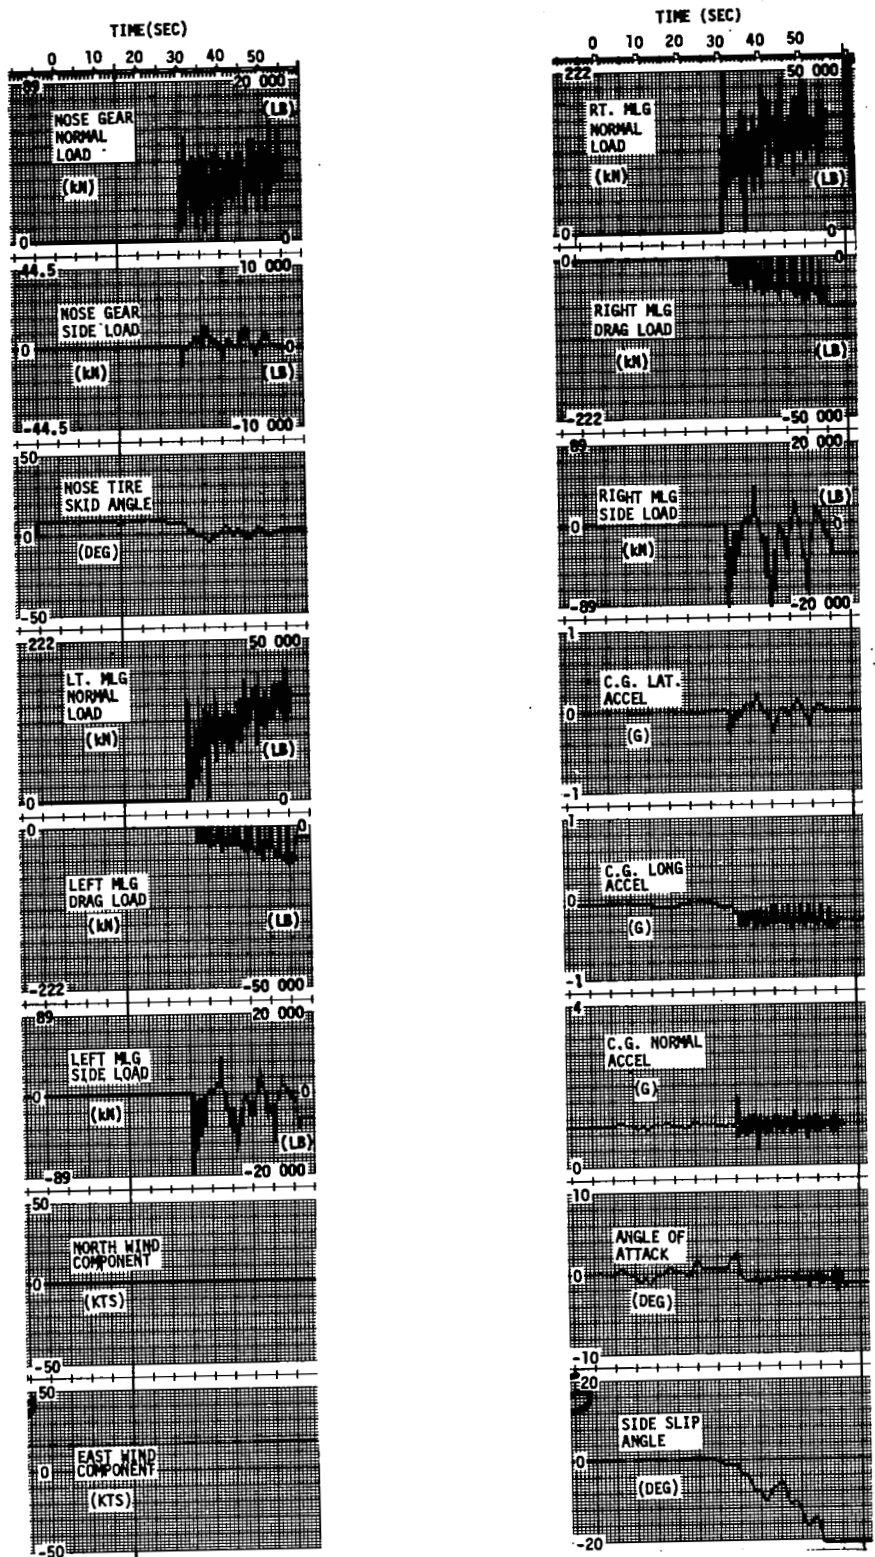 TIME(SEC)
0 10 20 30 40 50
89
20 000
NOSE GEAR
NORMAL
LOAD
(LB)
(kN)
0
0
44.5
10 000
NOSE GEAR
SIDE LOAD
0
0
(kN)
(LB)
-44.5
-10 000
50
NOSE TIRE
SKID ANGLE
0
(DEG)
-50
222
50 000
LT. MLG
NORMAL
LOAD
(kN)
(LB)
0
0
0
0
LEFT MLG
DRAG LOAD
(kN)
(LB)
-222
-50 000
89
20 000
LEFT MLG
SIDE LOAD
0
0
(kN)
(LB)
-89
-20 000
50
NORTH WIND
COMPONENT
0
(KTS)
-50
50
EAST WIND
COMPONENT
0
(KTS)
-50
TIME (SEC)
0 10 20 30 40 50
222
50 000
RT. MLG
NORMAL
LOAD
(kN)
(LB)
0
0
0
0
RIGHT MLG
DRAG LOAD
(kN)
(LB)
-222
-50 000
89
20 000
RIGHT MLG
SIDE LOAD
(LB)
0
0
(kN)
-89
-20 000
1
C.G. LAT.
ACCEL
0
(G)
-1
1
C.G. LONG
ACCEL
0
(G)
-1
4
C.G. NORMAL
ACCEL
(G)
0
10
ANGLE OF
ATTACK
0
(DEG)
-10
20
SIDE SLIP
ANGLE
0
(DEG)
-20